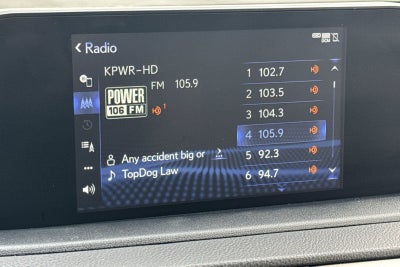 Radio
KPWR-HD
FM 105.9
POWER
106 FM
1
Any accident big or
TopDog Law
1 102.7
2 103.5
3 104.3
4 105.9
5 92.3
6 94.7